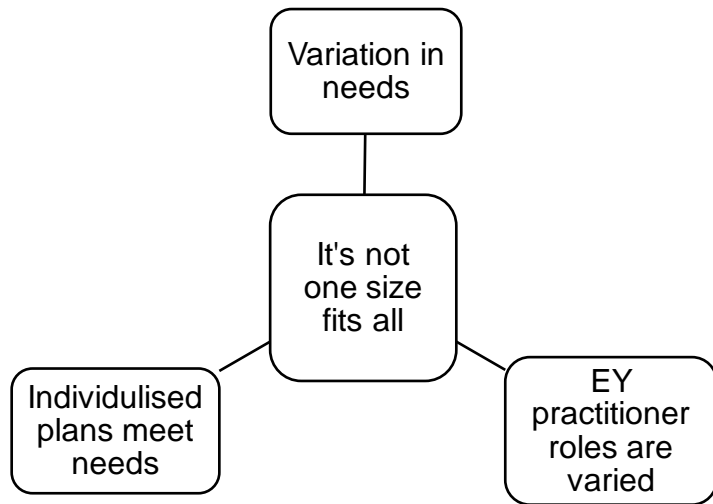 Variation in
needs
It's not
one size
fits all
Individulised
plans meet
needs
EY
practitioner
roles are
varied